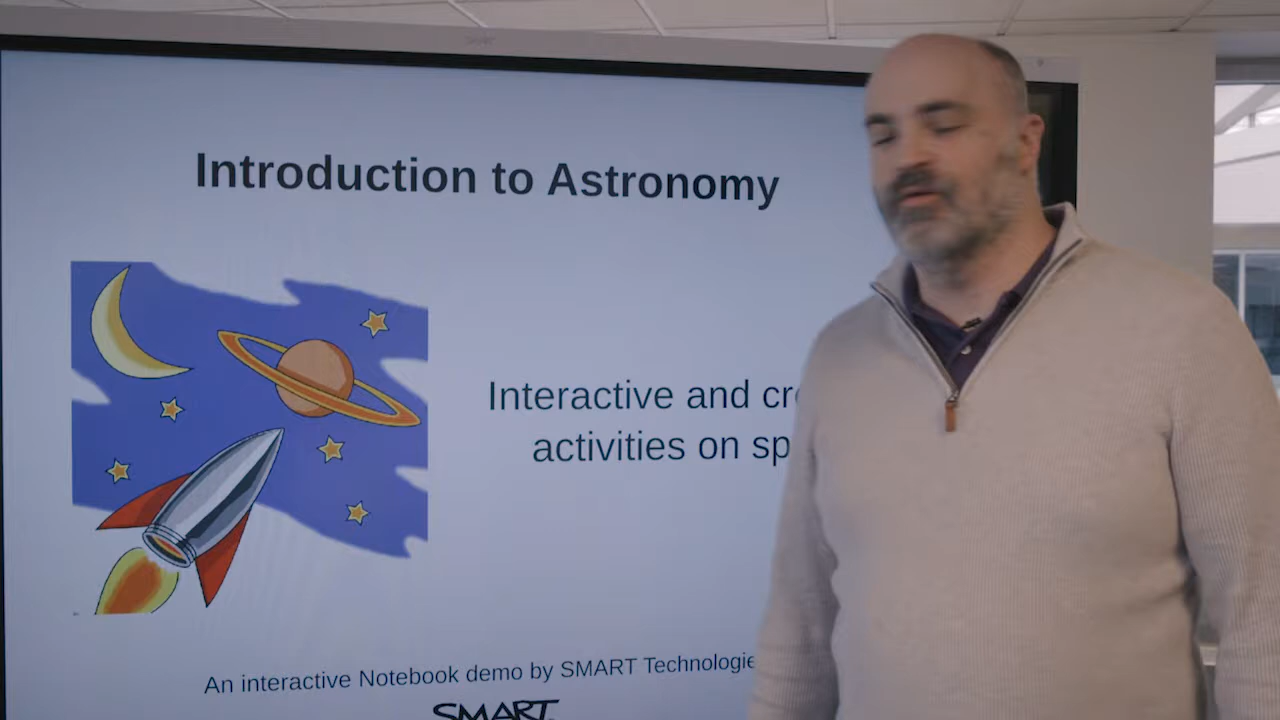 Introduction to Astronomy
Interactive and
activities on
An interactive Notebook demo by SMART
SMART